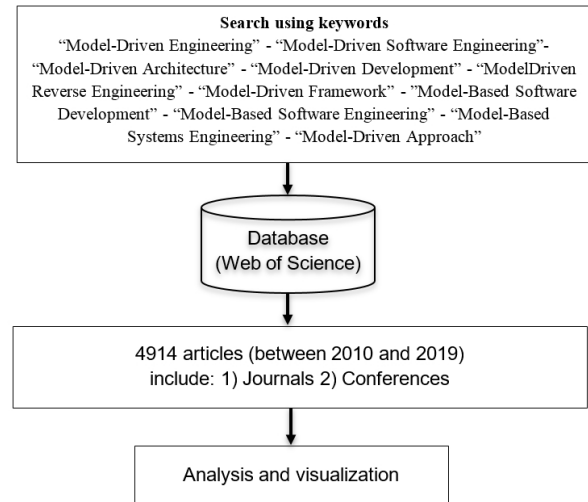 Search using keywords
“Model-Driven Engineering” - “Model-Driven Software Engineering”-
“Model-Driven Architecture” - “Model-Driven Development” - “ModelDriven
Reverse Engineering” - “Model-Driven Framework” - ”Model-Based Software
Development” - “Model-Based Software Engineering” - “Model-Based
Systems Engineering” - “Model-Driven Approach”
Database
(Web of Science)
4914 articles (between 2010 and 2019)
include: 1) Journals 2) Conferences
Analysis and visualization